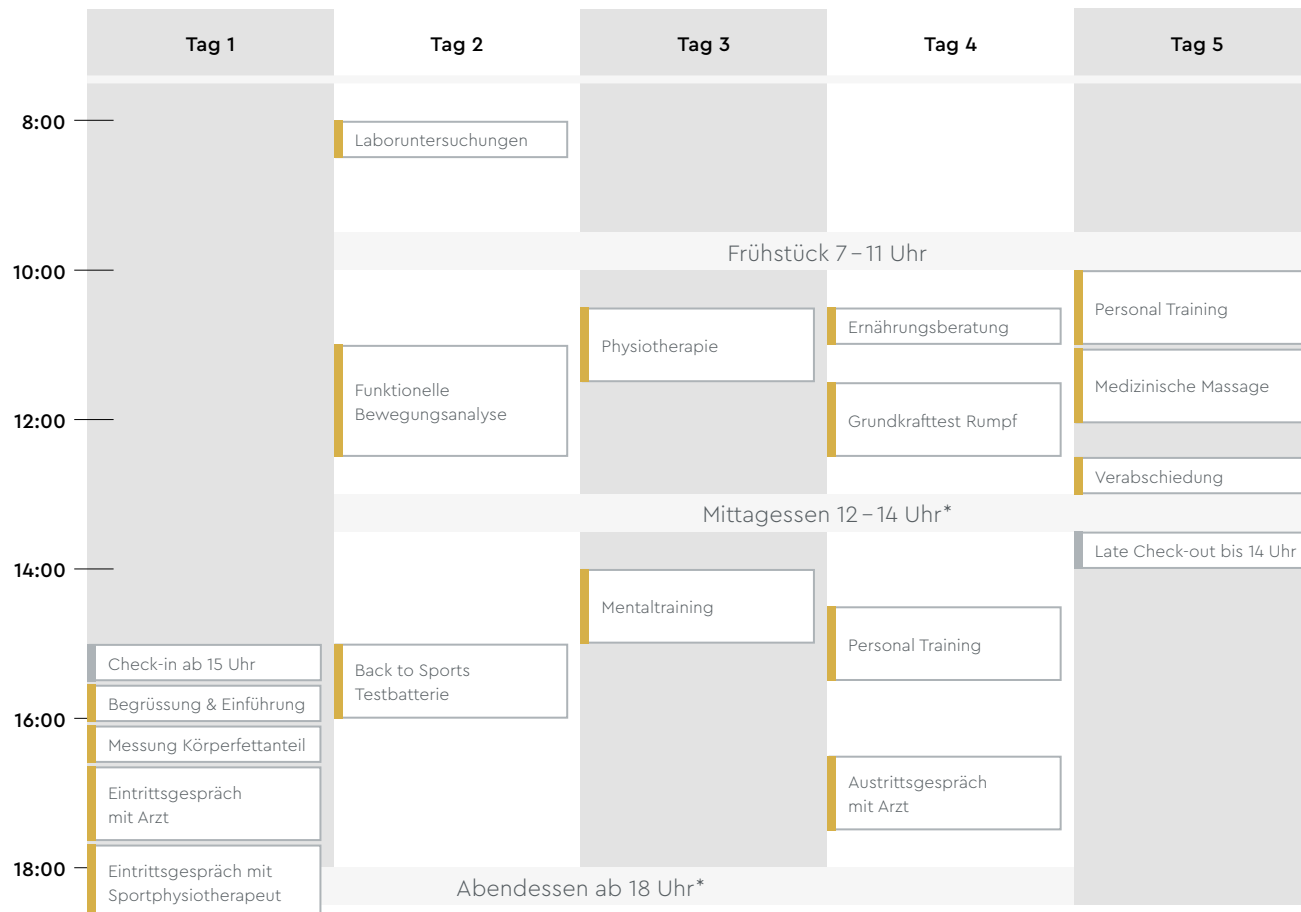 Tag 1
Tag 2
Tag 3
Tag 4
Tag 5
8:00
Laboruntersuchungen
Frühstück 7 – 11 Uhr
10:00
Personal Training
Physiotherapie
Ernährungsberatung
Funktionelle
Bewegungsanalyse
Medizinische Massage
12:00
Grundkrafttest Rumpf
Verabschiedung
Mittagessen 12 – 14 Uhr*
Late Check-out bis 14 Uhr
14:00
Mentaltraining
Personal Training
Check-in ab 15 Uhr
Back to Sports
Testbatterie
Begrüssung & Einführung
16:00
Messung Körperfettanteil
Eintrittsgespräch
mit Arzt
Austrittsgespräch
mit Arzt
18:00
Eintrittsgespräch mit
Sportphysiotherapeut
Abendessen ab 18 Uhr*